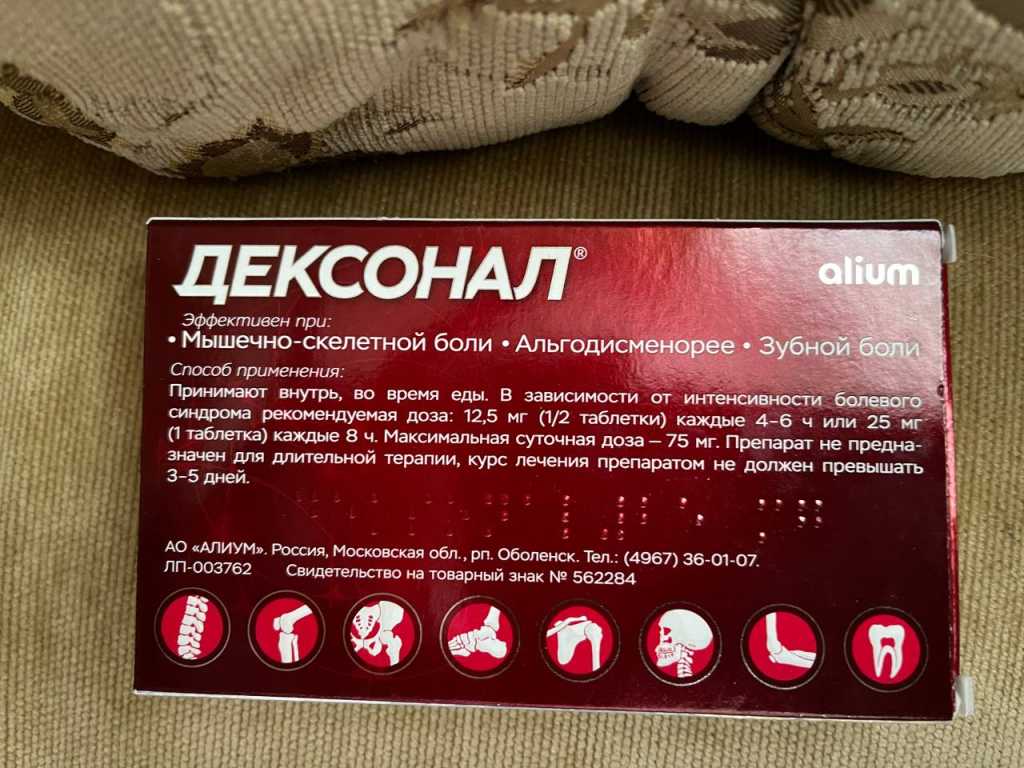 ДЕКСОНАЛ®
alium
Эффективен при:
• Мышечно-скелетной боли • Альгодисменорее • Зубной боли
Способ применения:
Принимают внутрь, во время еды. В зависимости от интенсивности болевого
синдрома рекомендуемая доза: 12,5 мг (1/2 таблетки) каждые 4–6 ч или 25 мг
(1 таблетка) каждые 8 ч. Максимальная суточная доза — 75 мг. Препарат не предна-
значен для длительной терапии, курс лечения препаратом не должен превышать
3–5 дней.
АО «АЛИУМ». Россия, Московская обл., рп. Оболенск. Тел.: (4967) 36-01-07.
ЛП-003762 Свидетельство на товарный знак № 562284